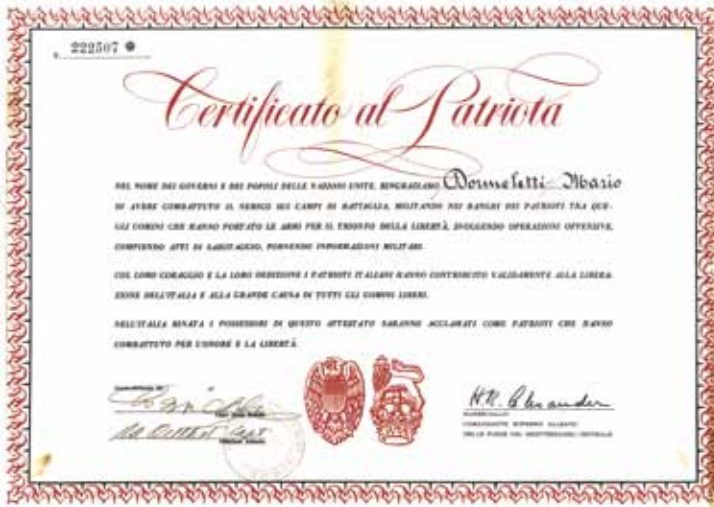 222507
Certificato al Patriota
NEL NOME DEI GOVERNI E DEI POPOLI DELLE NAZIONI UNITE, RINGRAZIAMO Mario
DI AVERE COMBATTUTO IL NEMICO SUI CAMPI DI BATTAGLIA, MILITANDO NEI RANGHI DEI PATRIOTI TRA QUE-
GLI UOMINI CHE HANNO PORTATO LE ARMI PER IL TRIONFO DELLA LIBERTÀ, SVOLGENDO OPERAZIONI OFFENSIVE,
COMPIENDO ATTI DI SABOTAGGIO, FORNENDO INFORMAZIONI MILITARI.
COL LORO CORAGGIO E LA LORO DEDIZIONE I PATRIOTI ITALIANI HANNO CONTRIBUITO VALIDAMENTE ALLA LIBERA-
ZIONE DELL'ITALIA E ALLA GRANDE CAUSA DI TUTTI GLI UOMINI LIBERI.
NELL'ITALIA RINATA I POSSESSORI DI QUESTO ATTESTATO SARANNO ACCLAMATI COME PATRIOTI CHE HANNO
COMBATTUTO PER L'ONORE E LA LIBERTÀ.
H.R. Alexander
MARESCIALLO
COMANDANTE SUPREMO ALLEATO
DELLE FORZE NEL MEDITERRANEO CENTRALE